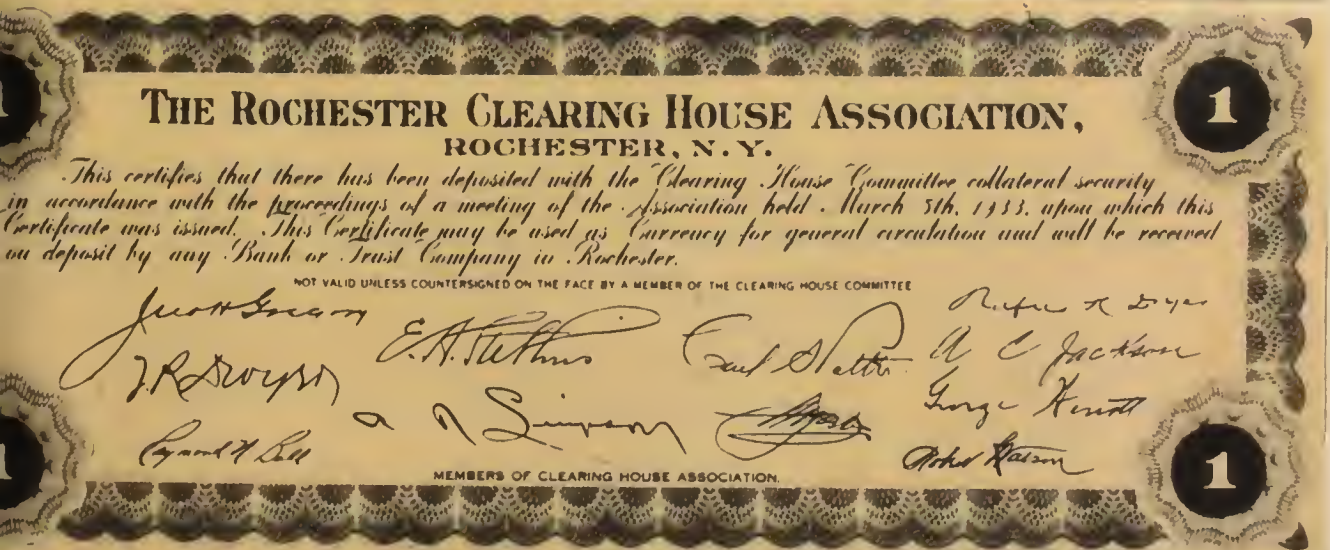 1 1
THE ROCHESTER CLEARING HOUSE ASSOCIATION,
ROCHESTER, N.Y.
This certifies that there has been deposited with the Clearing House Committee collateral security
in accordance with the proceedings of a meeting of the Association held March 5th, 1933, upon which this
Certificate was issued. This Certificate may be used as Currency for general circulation and will be received
on deposit by any Bank or Trust Company in Rochester.
NOT VALID UNLESS COUNTERSIGNED ON THE FACE BY A MEMBER OF THE CLEARING HOUSE COMMITTEE
A C Jackson
George
Simpson
Raymond N Ball
Watson
MEMBERS OF CLEARING HOUSE ASSOCIATION.
1 1